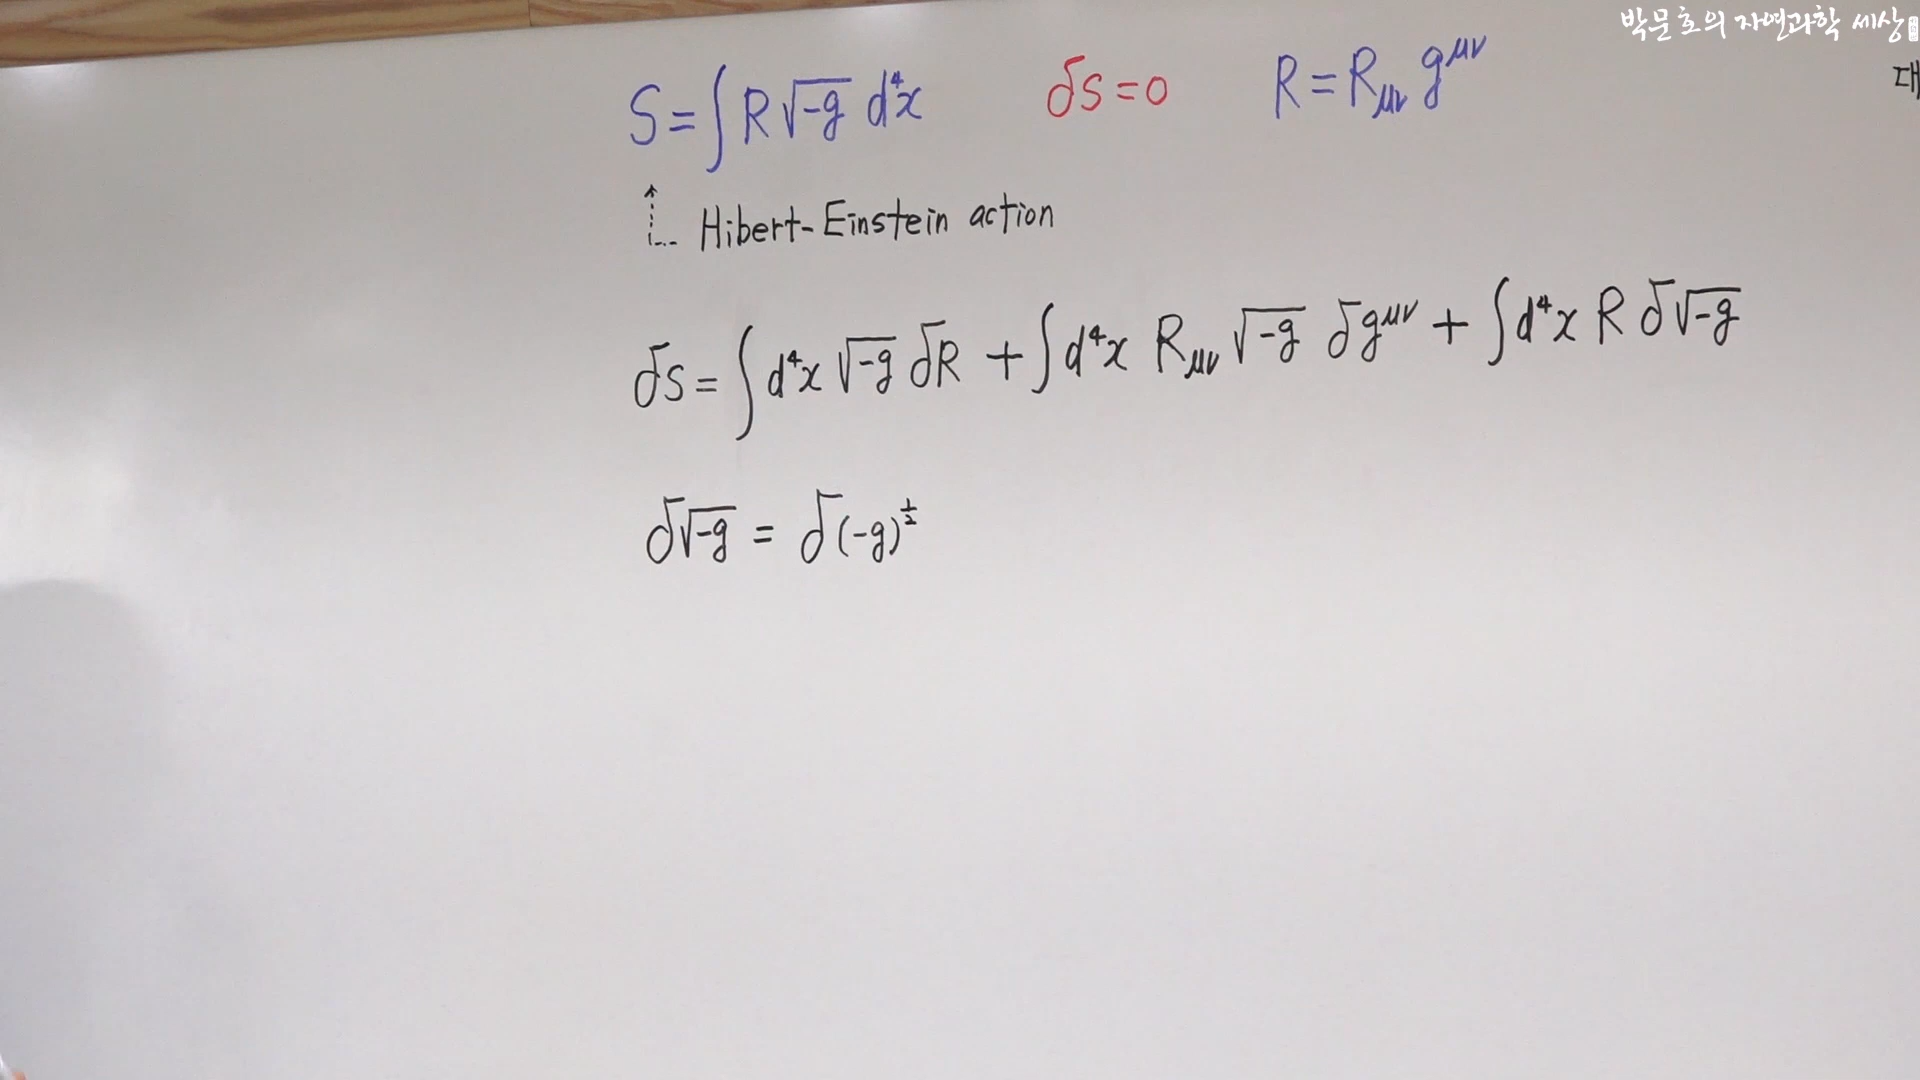 박문호의 자연과학 세상
대
S = ∫ R √-g d⁴x   δS = 0   R = R_μν g^μν
Hibert-Einstein action
δS = ∫ d⁴x √-g δR + ∫ d⁴x R_μν √-g δg^μν + ∫ d⁴x R δ√-g
δ√-g = δ(-g)^½